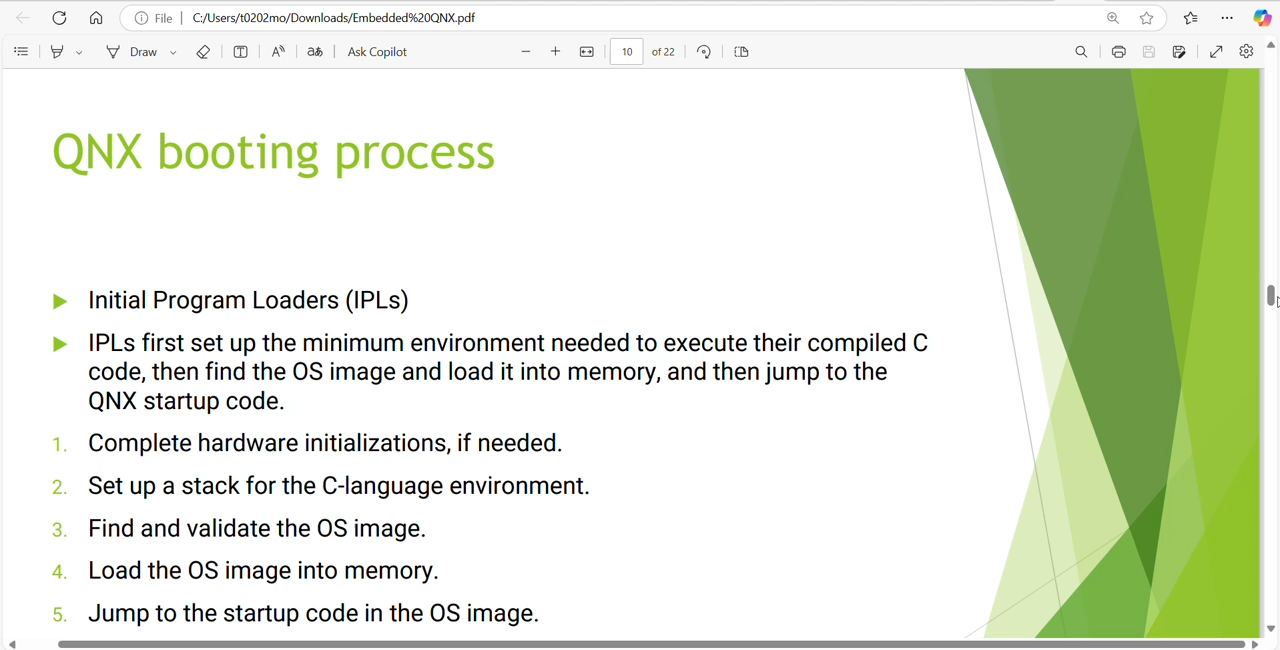 File
C:/Users/t0202mo/Downloads/Embedded%20QNX.pdf
Draw
aあ
Ask Copilot
10 of 22
QNX booting process
Initial Program Loaders (IPLs)
IPLs first set up the minimum environment needed to execute their compiled C
code, then find the OS image and load it into memory, and then jump to the
QNX startup code.
1. Complete hardware initializations, if needed.
2. Set up a stack for the C-language environment.
3. Find and validate the OS image.
4. Load the OS image into memory.
5. Jump to the startup code in the OS image.